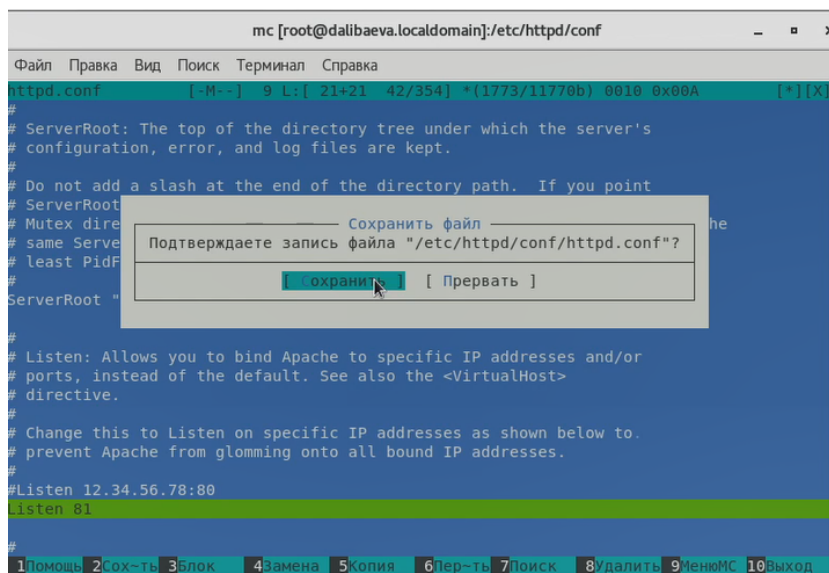 mc [root@dalibaeva.localdomain]:/etc/httpd/conf
Файл Правка Вид Поиск Терминал Справка
httpd.conf [-M--] 9 L:[ 21+21 42/354] *(1773/11770b) 0010 0x00A [*][X]
#
# ServerRoot: The top of the directory tree under which the server's
# configuration, error, and log files are kept.
#
# Do not add a slash at the end of the directory path. If you point
# ServerRoot
# Mutex dire he
# same Serve
# least PidF
#
ServerRoot "
Сохранить файл
Подтверждаете запись файла "/etc/httpd/conf/httpd.conf"?
[ Сохранить ] [ Прервать ]
#
# Listen: Allows you to bind Apache to specific IP addresses and/or
# ports, instead of the default. See also the <VirtualHost>
# directive.
#
# Change this to Listen on specific IP addresses as shown below to.
# prevent Apache from glomming onto all bound IP addresses.
#
#Listen 12.34.56.78:80
Listen 81
#
1Помощь 2Сох~ть 3Блок 4Замена 5Копия 6Пер~ть 7Поиск 8Удалить 9МенюМС 10Выход